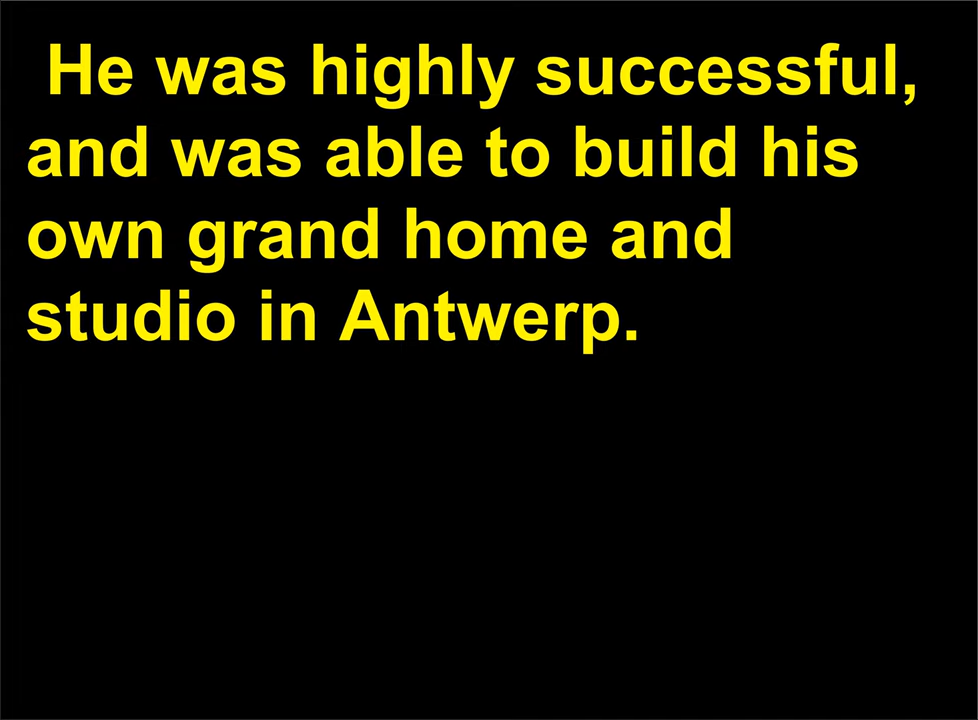 He was highly successful,
and was able to build his
own grand home and
studio in Antwerp.